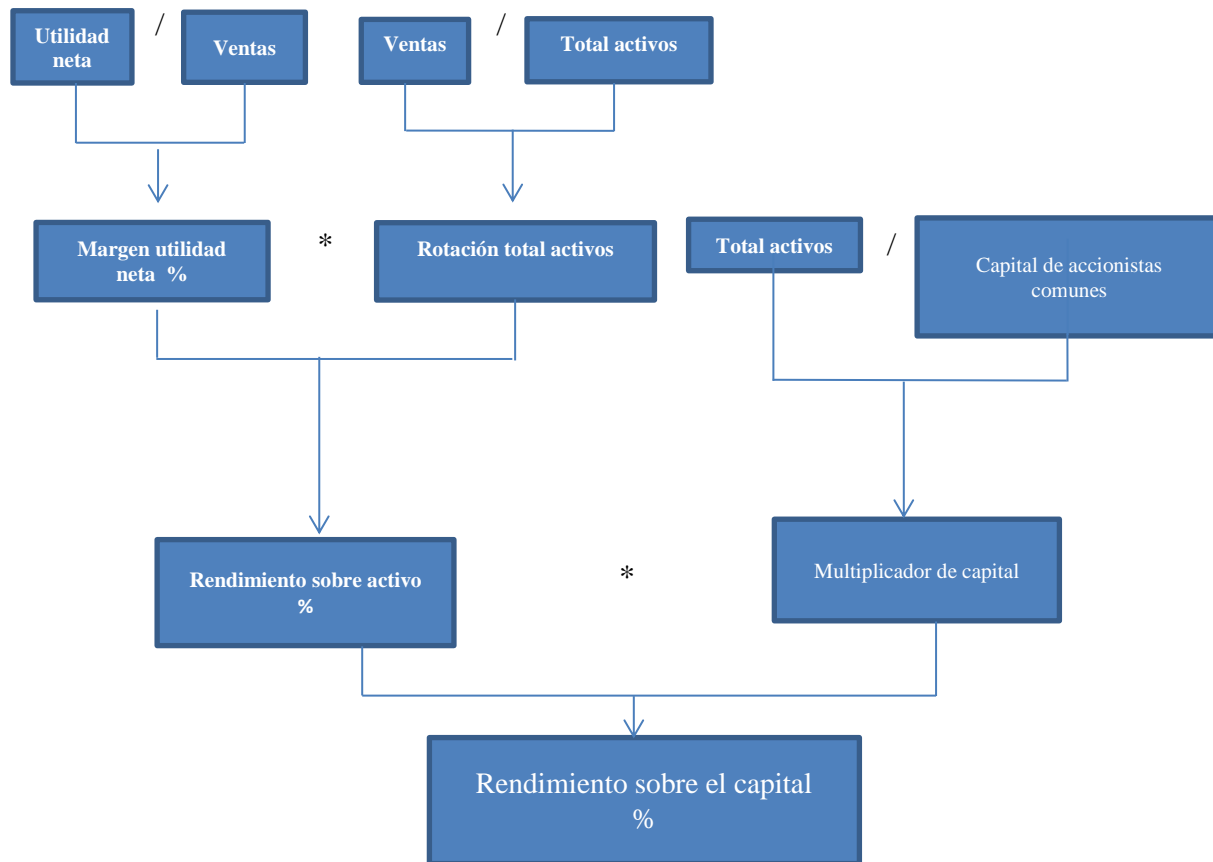 Utilidad
neta
/
Ventas
Ventas
/
Total activos
Margen utilidad
neta %
*
Rotación total activos
Total activos
/
Capital de accionistas
comunes
Rendimiento sobre activo
%
*
Multiplicador de capital
Rendimiento sobre el capital
%